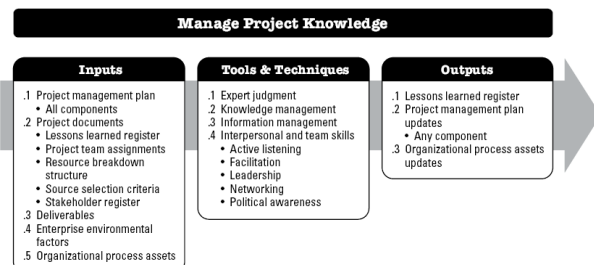 Manage Project Knowledge
Inputs
.1 Project management plan
• All components
.2 Project documents
• Lessons learned register
• Project team assignments
• Resource breakdown
structure
• Source selection criteria
• Stakeholder register
.3 Deliverables
.4 Enterprise environmental
factors
.5 Organizational process assets
Tools & Techniques
.1 Expert judgment
.2 Knowledge management
.3 Information management
.4 Interpersonal and team skills
• Active listening
• Facilitation
• Leadership
• Networking
• Political awareness
Outputs
.1 Lessons learned register
.2 Project management plan
updates
• Any component
.3 Organizational process assets
updates